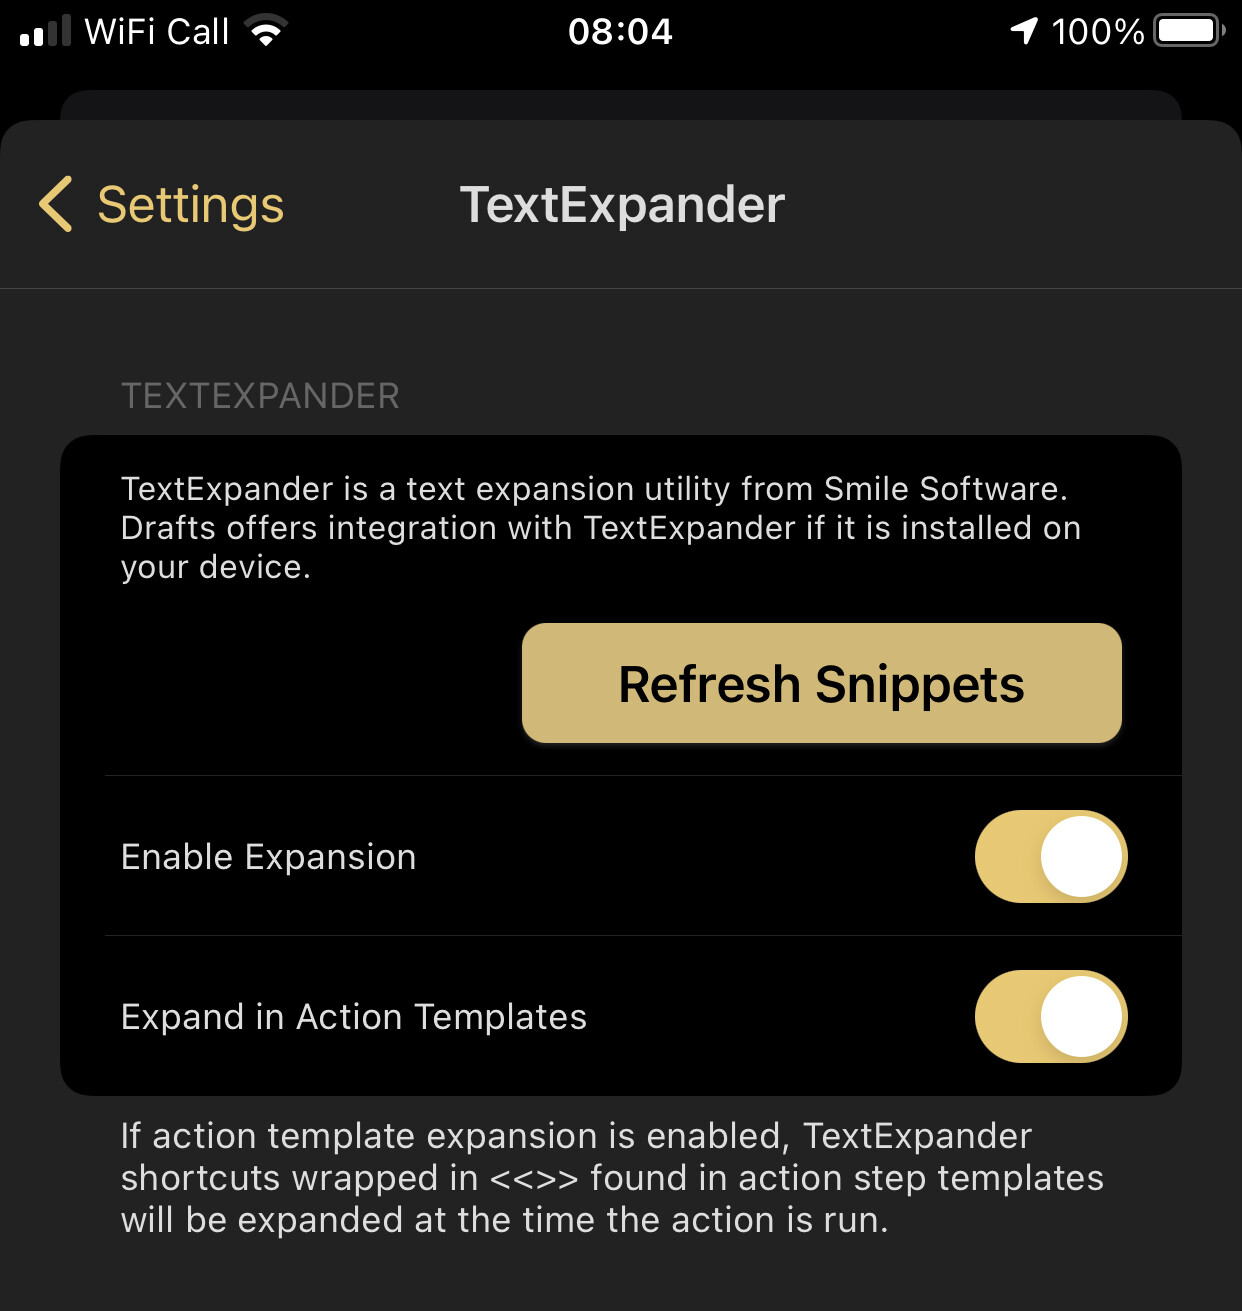 WiFi Call 08:04 100%
Settings TextExpander
TEXTEXPANDER
TextExpander is a text expansion utility from Smile Software.
Drafts offers integration with TextExpander if it is installed on
your device.
Refresh Snippets
Enable Expansion
Expand in Action Templates
If action template expansion is enabled, TextExpander
shortcuts wrapped in <<>> found in action step templates
will be expanded at the time the action is run.